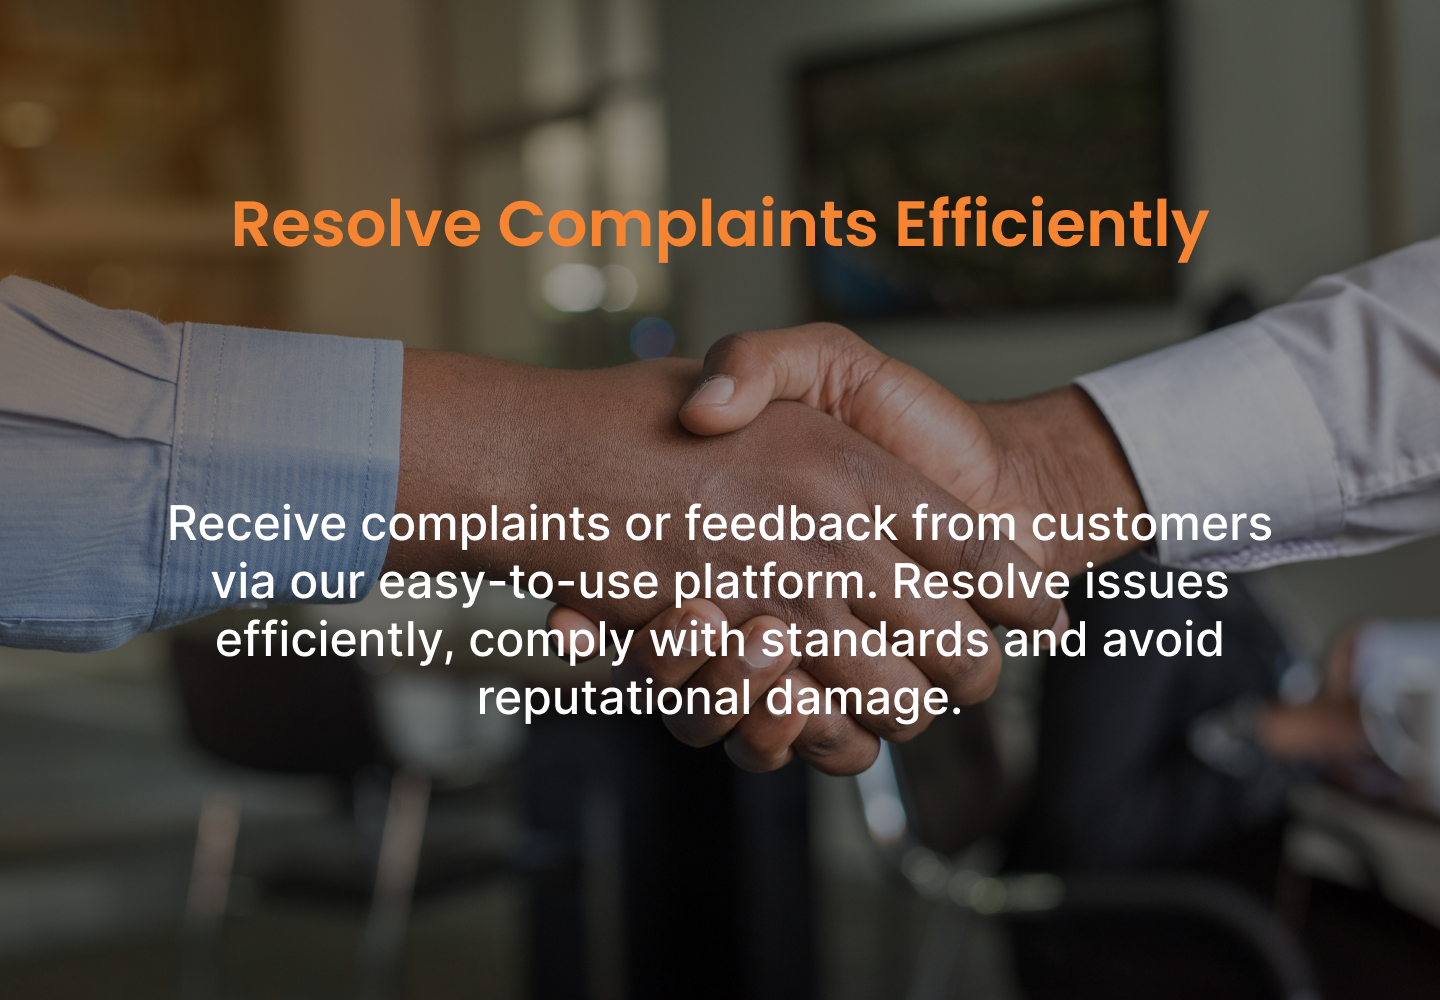 Resolve Complaints Efficiently
Receive complaints or feedback from customers
via our easy-to-use platform. Resolve issues
efficiently, comply with standards and avoid
reputational damage.